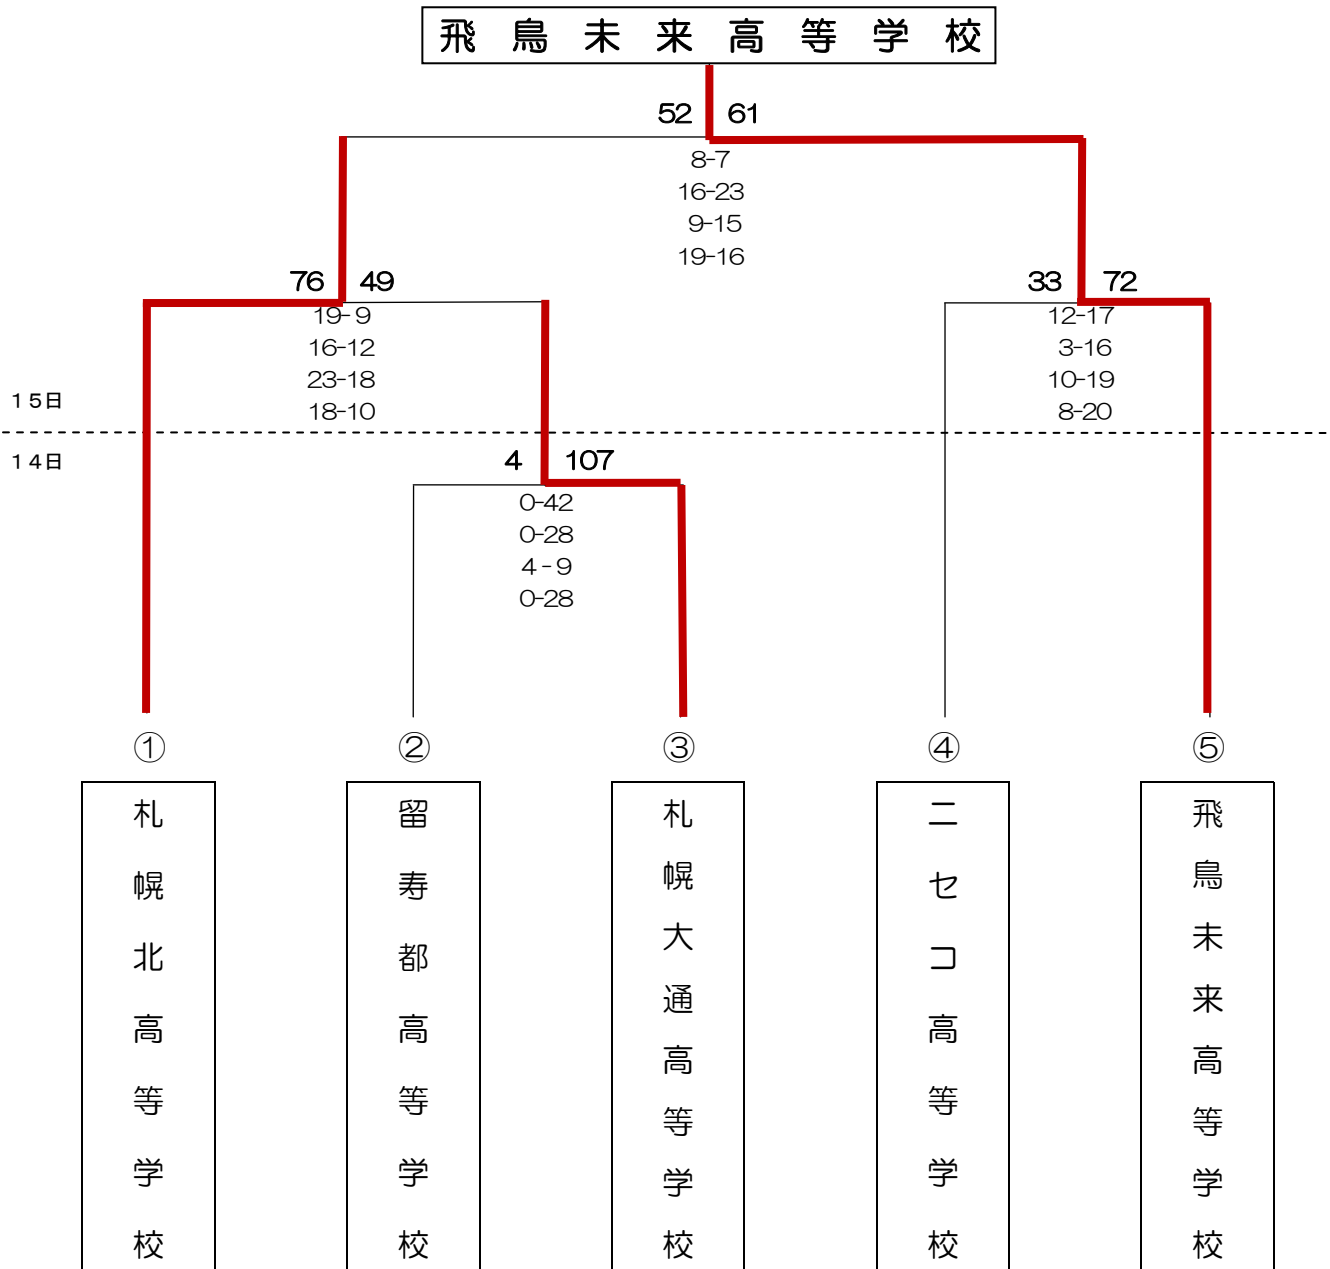 飛鳥未来高等学校
52 61
8-7
16-23
9-15
19-16
76 49
19-9
16-12
23-18
18-10
33 72
12-17
3-16
10-19
8-20
15日
14日
4 107
0-42
0-28
4-9
0-28
① ② ③ ④ ⑤
札幌北高等学校
留寿都高等学校
札幌大通高等学校
ニセコ高等学校
飛鳥未来高等学校